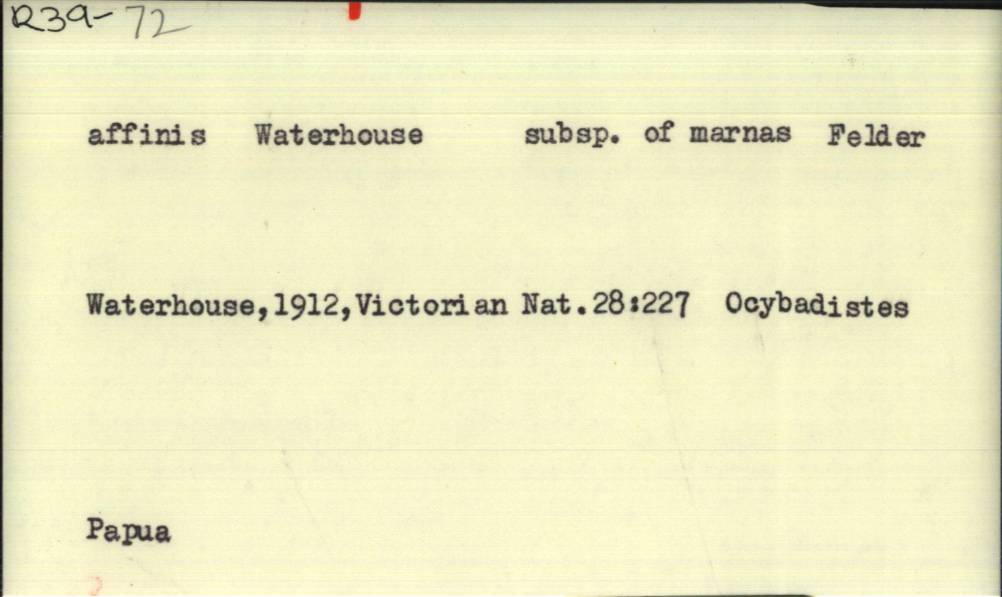 R39-72
affinis Waterhouse subsp. of marnas Felder
Waterhouse,1912,Victorian Nat.28:227 Ocybadistes
Papua